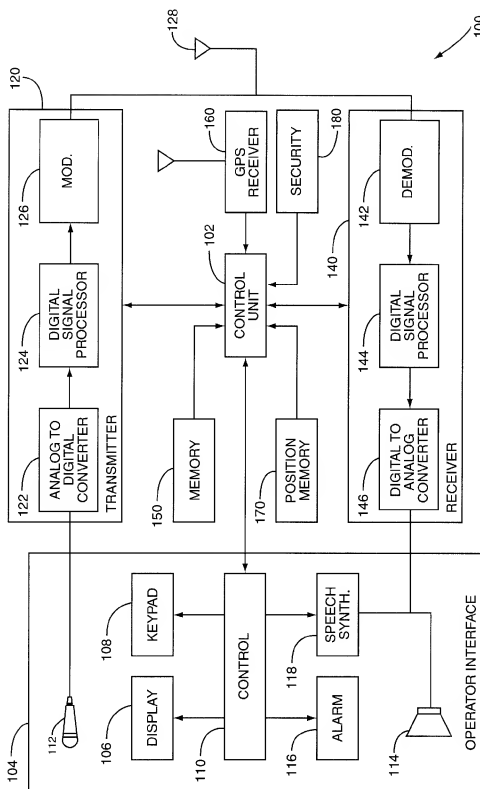 120
128
126
MOD.
124
DIGITAL
SIGNAL
PROCESSOR
122
ANALOG TO
DIGITAL
CONVERTER
TRANSMITTER
160
GPS
RECEIVER
180
SECURITY
102
CONTROL
UNIT
150
MEMORY
170
POSITION
MEMORY
140
142
DEMOD.
144
DIGITAL
SIGNAL
PROCESSOR
146
DIGITAL TO
ANALOG
CONVERTER
RECEIVER
104
112
108
KEYPAD
106
DISPLAY
110
CONTROL
118
SPEECH
SYNTH.
116
ALARM
114
OPERATOR INTERFACE
100